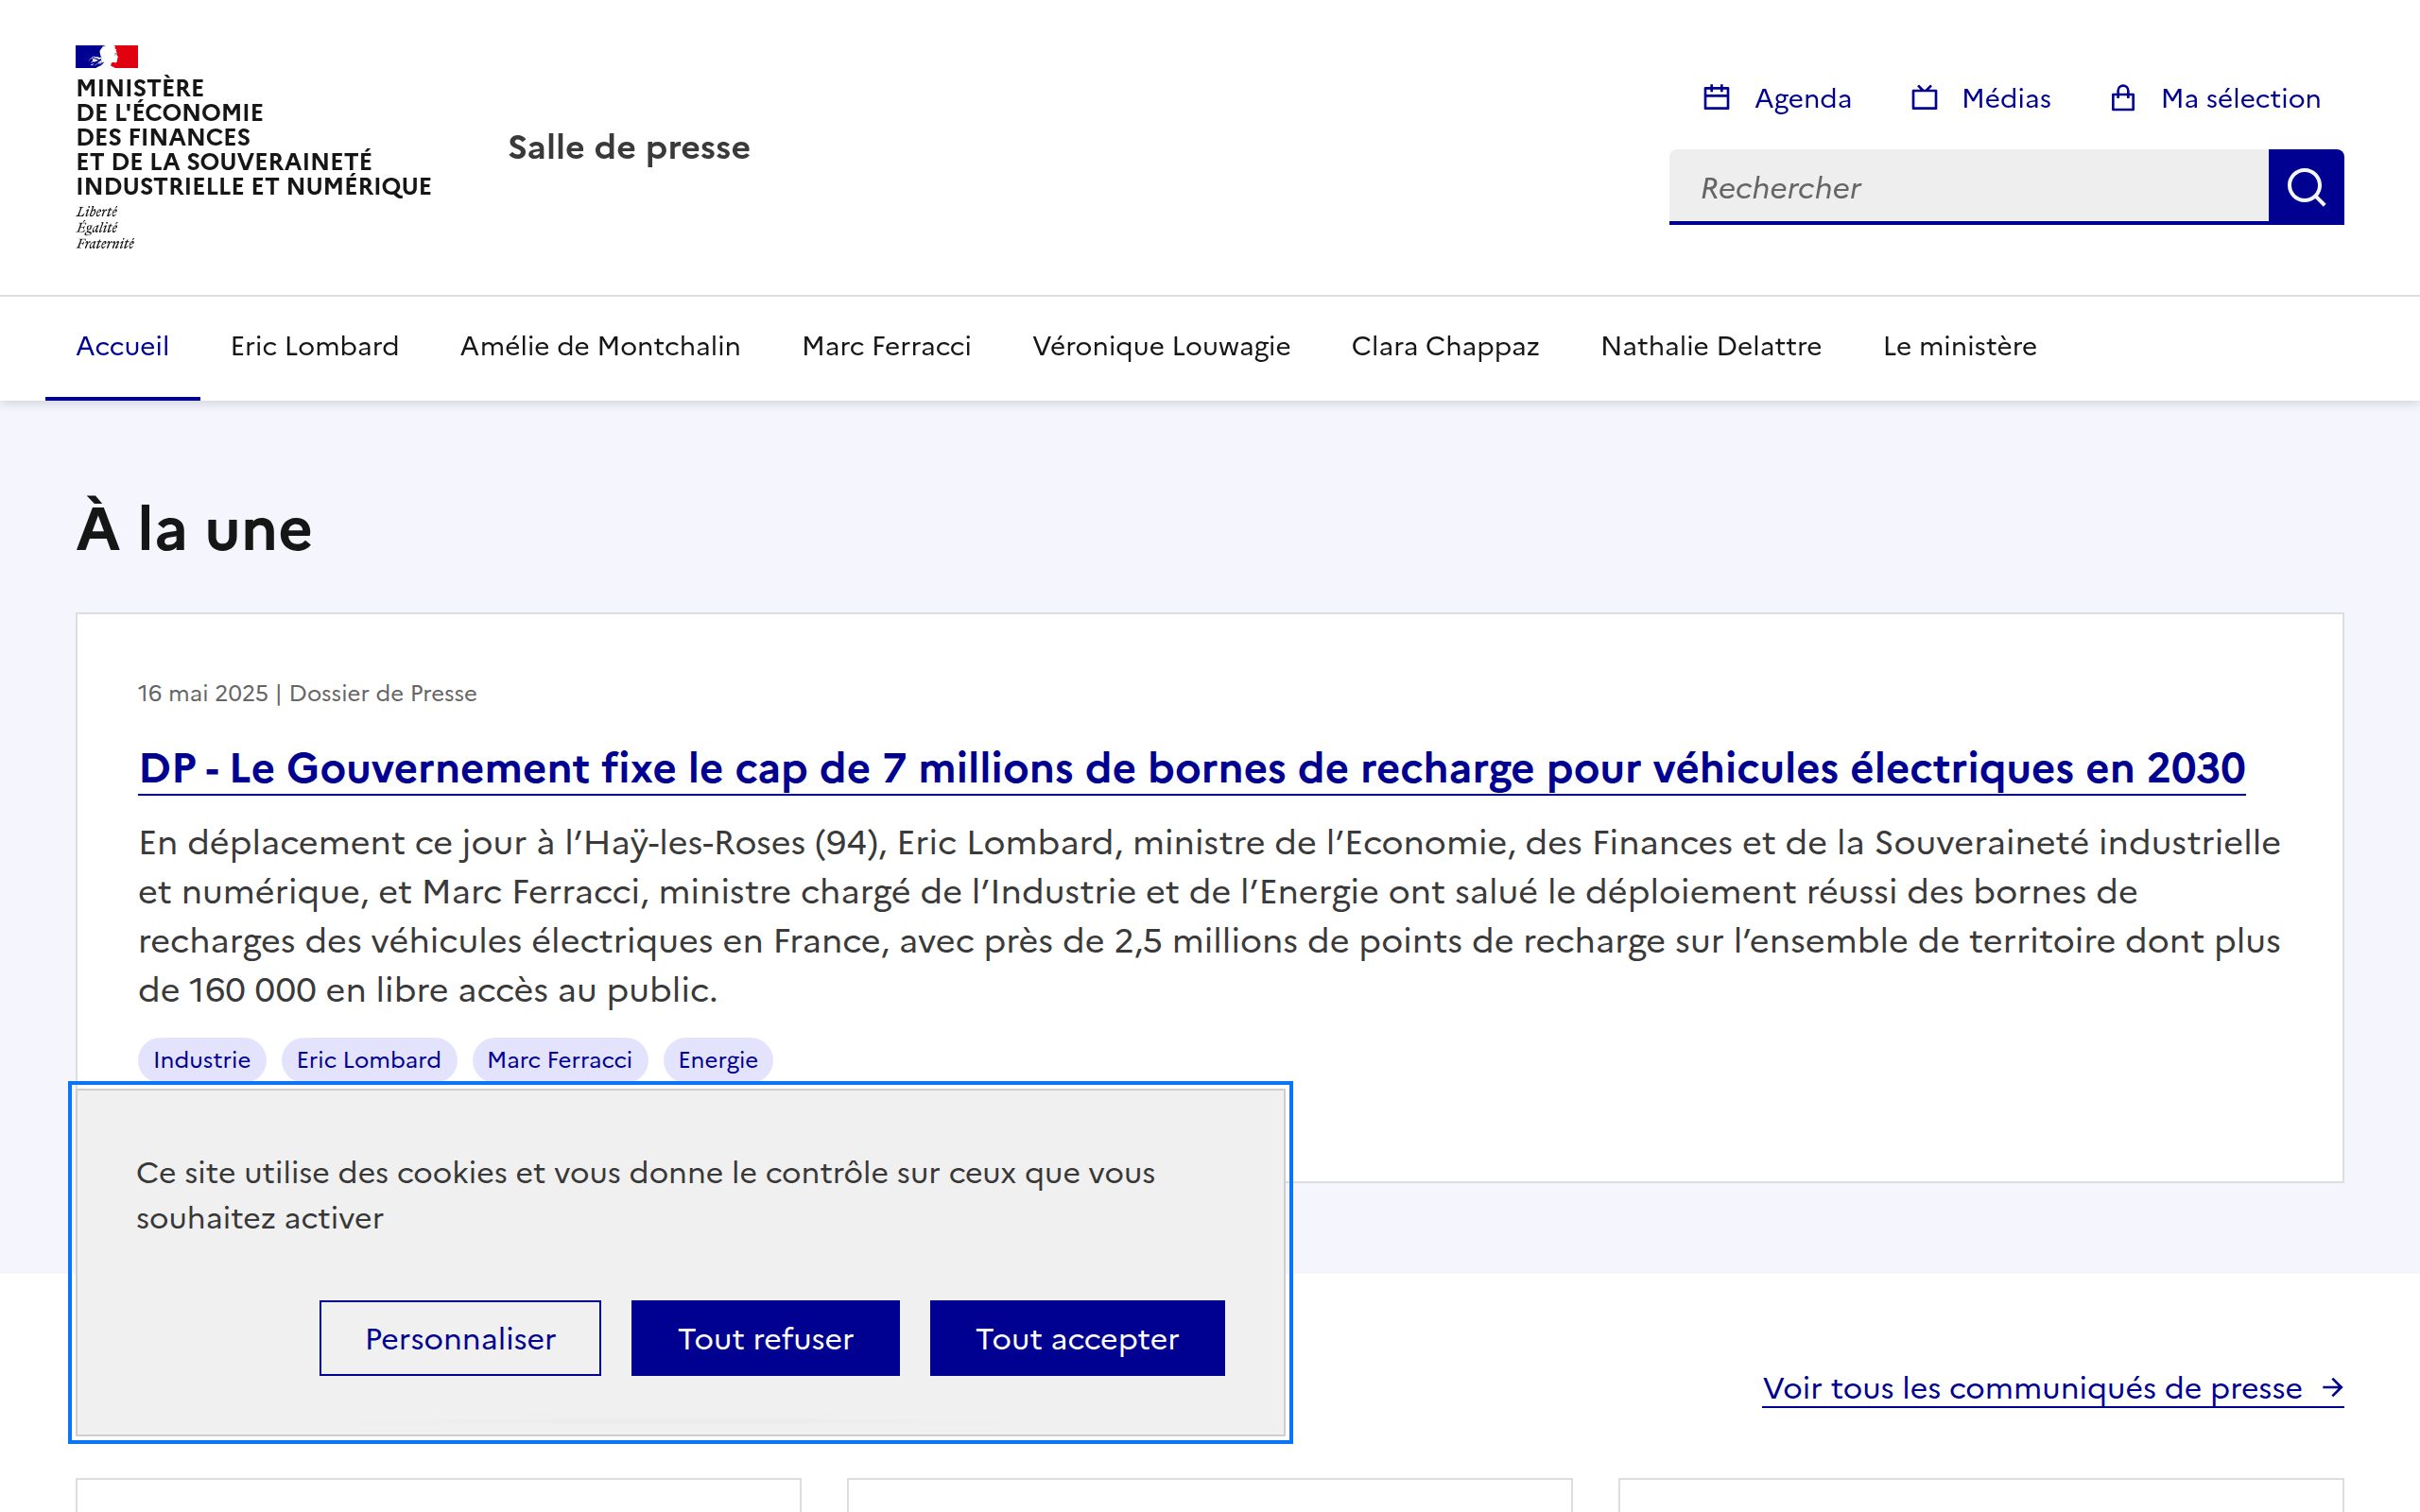 MINISTÈRE
DE L'ÉCONOMIE
DES FINANCES
ET DE LA SOUVERAINETÉ
INDUSTRIELLE ET NUMÉRIQUE
Liberté
Égalité
Fraternité
Salle de presse
Agenda
Médias
Ma sélection
Rechercher
Accueil
Eric Lombard
Amélie de Montchalin
Marc Ferracci
Véronique Louwagie
Clara Chappaz
Nathalie Delattre
Le ministère
À la une
16 mai 2025 | Dossier de Presse
DP - Le Gouvernement fixe le cap de 7 millions de bornes de recharge pour véhicules électriques en 2030
En déplacement ce jour à l’Haÿ-les-Roses (94), Eric Lombard, ministre de l’Economie, des Finances et de la Souveraineté industrielle
et numérique, et Marc Ferracci, ministre chargé de l’Industrie et de l’Energie ont salué le déploiement réussi des bornes de
recharges des véhicules électriques en France, avec près de 2,5 millions de points de recharge sur l’ensemble de territoire dont plus
de 160 000 en libre accès au public.
Industrie
Eric Lombard
Marc Ferracci
Energie
Ce site utilise des cookies et vous donne le contrôle sur ceux que vous
souhaitez activer
Personnaliser
Tout refuser
Tout accepter
Voir tous les communiqués de presse